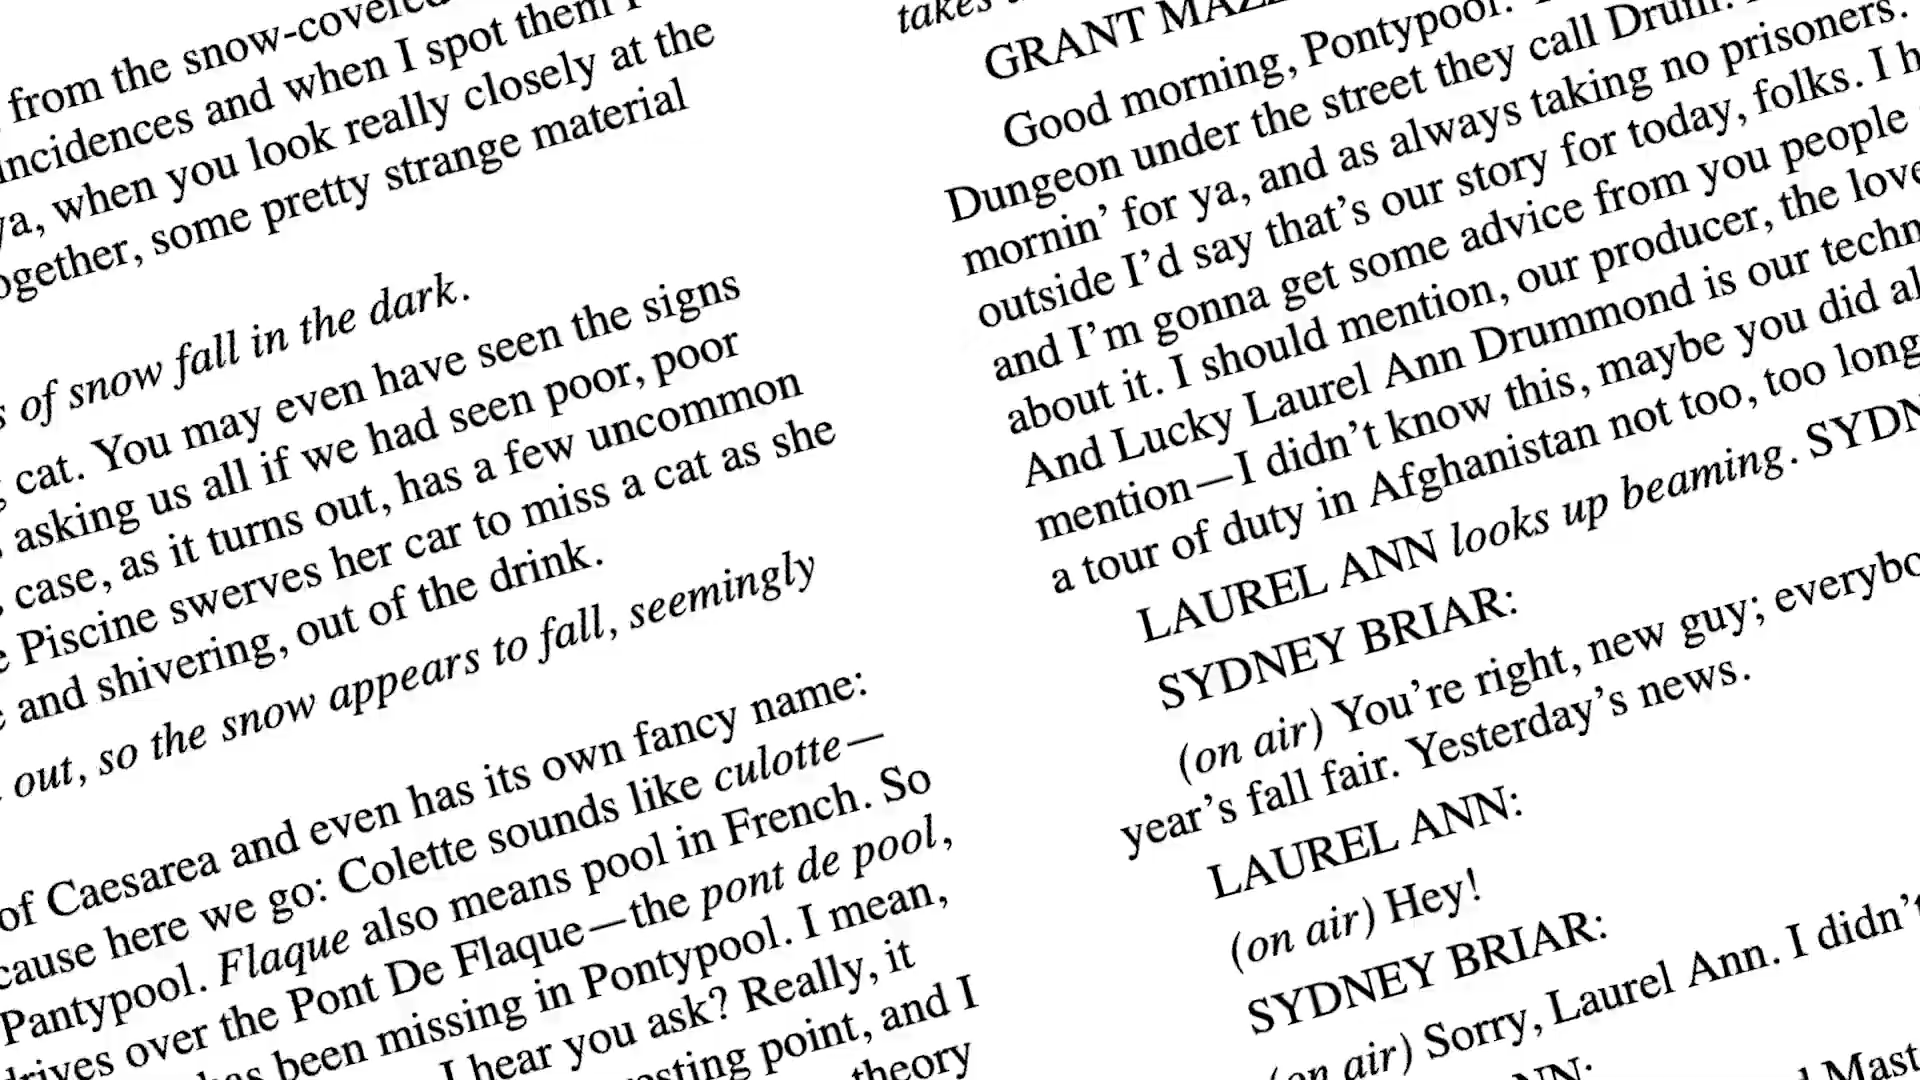 from the snow-covered
incidences and when I spot them I
ya, when you look really closely at the
ogether, some pretty strange material
s of snow fall in the dark.
cat. You may even have seen the signs
asking us all if we had seen poor, poor
case, as it turns out, has a few uncommon
e Piscine swerves her car to miss a cat as she
and shivering, out of the drink.
out, so the snow appears to fall, seemingly
of Caesarea and even has its own fancy name:
cause here we go: Colette sounds like culotte—
Pantypool. Flaque also means pool in French. So
drives over the Pont De Flaque—the pont de pool,
has been missing in Pontypool. I mean,
I hear you ask? Really, it
esting point, and I
theory
takes
GRANT MAZZ
Good morning, Pontypool.
Dungeon under the street they call Drum.
mornin’ for ya, and as always taking no prisoners.
outside I’d say that’s our story for today, folks. I h
and I’m gonna get some advice from you people
about it. I should mention, our producer, the love
And Lucky Laurel Ann Drummond is our techn
mention—I didn’t know this, maybe you did al
a tour of duty in Afghanistan not too, too long
LAUREL ANN looks up beaming. SYDN
SYDNEY BRIAR:
(on air) You’re right, new guy; everybo
year’s fall fair. Yesterday’s news.
LAUREL ANN:
(on air) Hey!
SYDNEY BRIAR:
(on air) Sorry, Laurel Ann. I didn’t
NN:
Mast